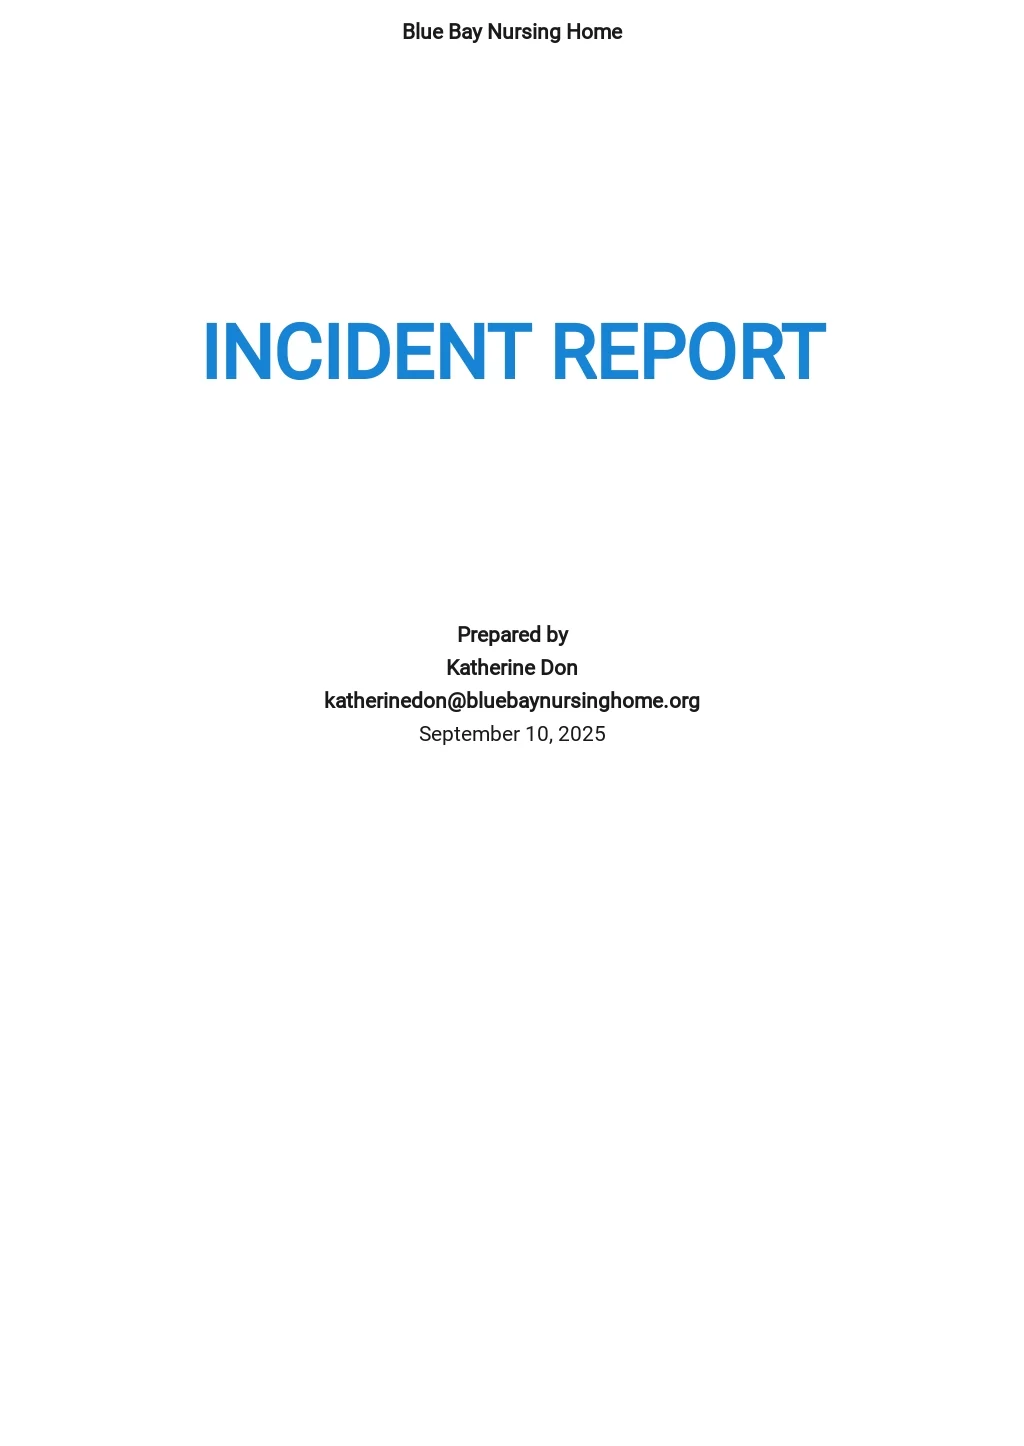 Blue Bay Nursing Home
INCIDENT REPORT
Prepared by
Katherine Don
katherinedon@bluebaynursinghome.org
September 10, 2025